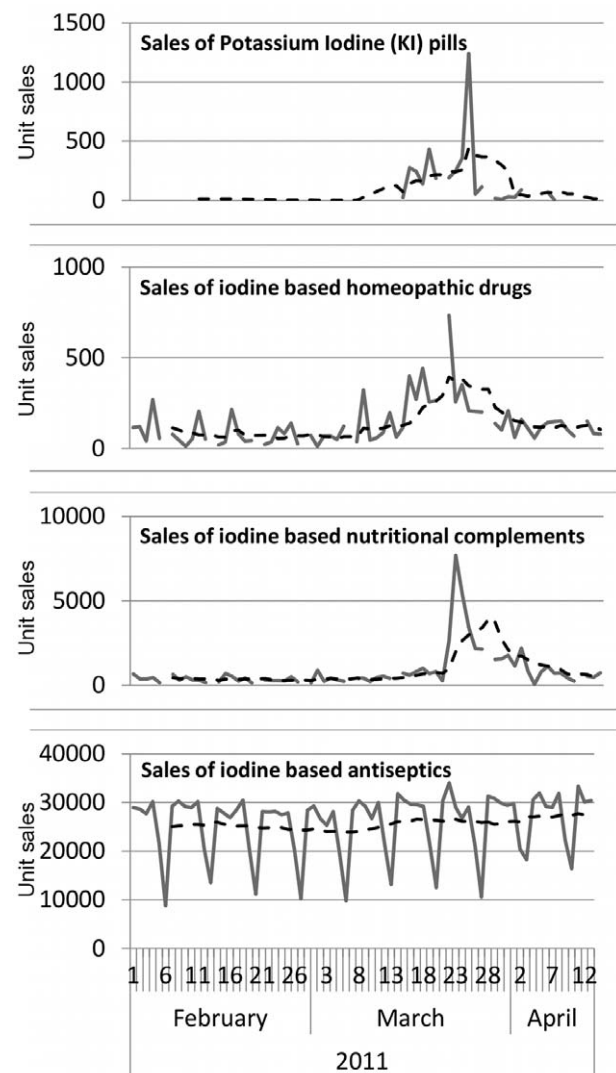 1500
Sales of Potassium Iodine (KI) pills
1000
500
0
Unit sales
1000
Sales of iodine based homeopathic drugs
500
0
Unit sales
10000
Sales of iodine based nutritional complements
5000
0
Unit sales
40000
Sales of iodine based antiseptics
30000
20000
10000
0
Unit sales
1 6 11 16 21 26 3 8 13 18 23 28 2 7 12
February March April
2011